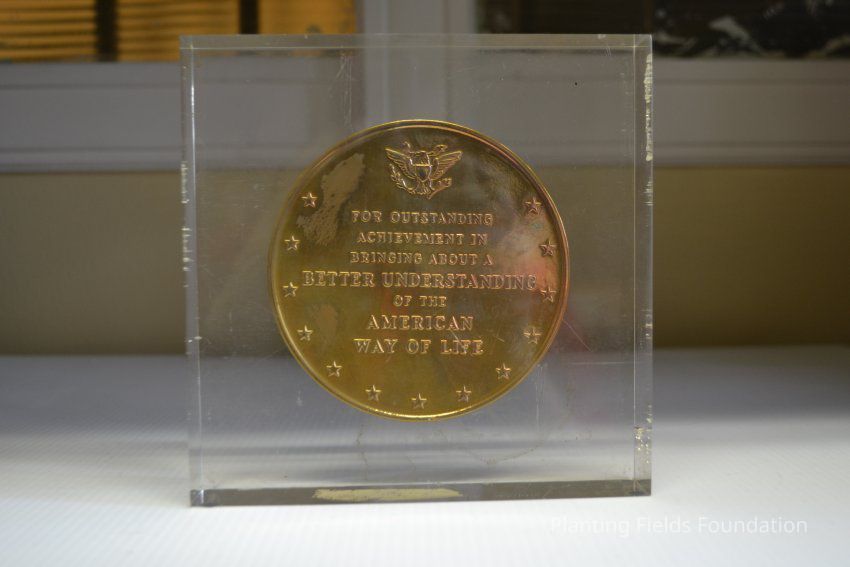 FOR OUTSTANDING
ACHIEVEMENT IN
BRINGING ABOUT A
BETTER UNDERSTANDING
OF THE
AMERICAN
WAY OF LIFE
Planting Fields Foundation